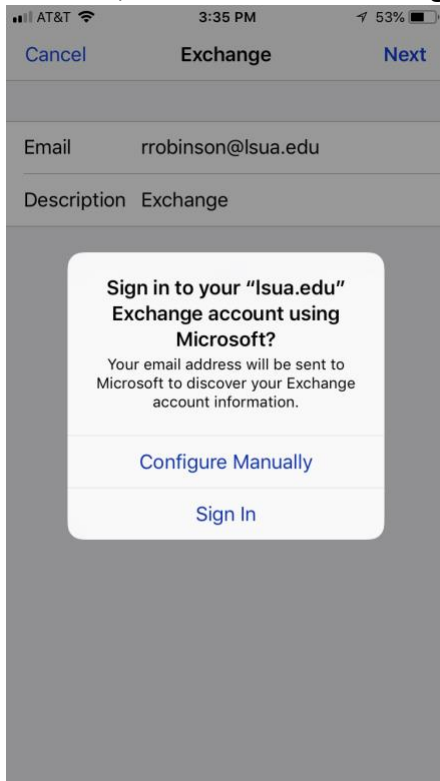 AT&T 3:35 PM 53%
Cancel Exchange Next
Email rrobinson@lsua.edu
Description Exchange
Sign in to your “lsua.edu”
Exchange account using
Microsoft?
Your email address will be sent to
Microsoft to discover your Exchange
account information.
Configure Manually
Sign In